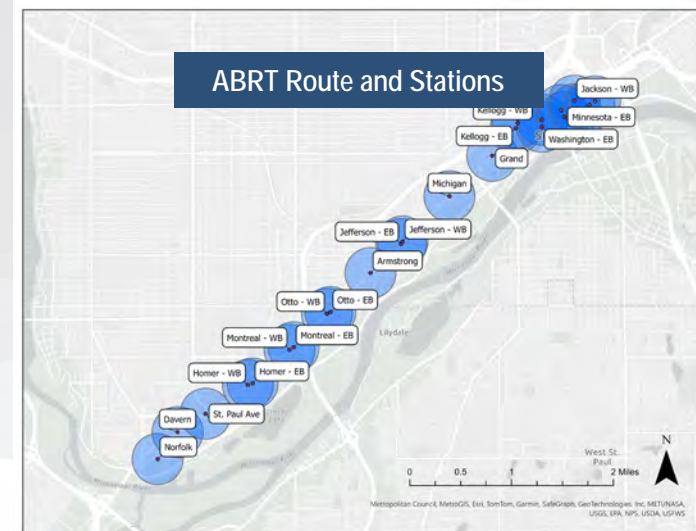 ABRT Route and Stations
Jackson - WB
Kellogg - WB
Minnesota - EB
Kellogg - EB
Washington - EB
Grand
Michigan
Jefferson - EB
Jefferson - WB
Armstrong
Otto - WB
Otto - EB
Lilydale
Montreal - WB
Montreal - EB
Homer - WB
Homer - EB
St. Paul Ave
Davern
Norfolk
West St.
Paul
N
0 0.5 1 2 Miles
Metropolitan Council, MetroGIS, Esri, TomTom, Garmin, SafeGraph, GeoTechnologies, Inc, METI/NASA,
USGS, EPA, NPS, USDA, USFWS